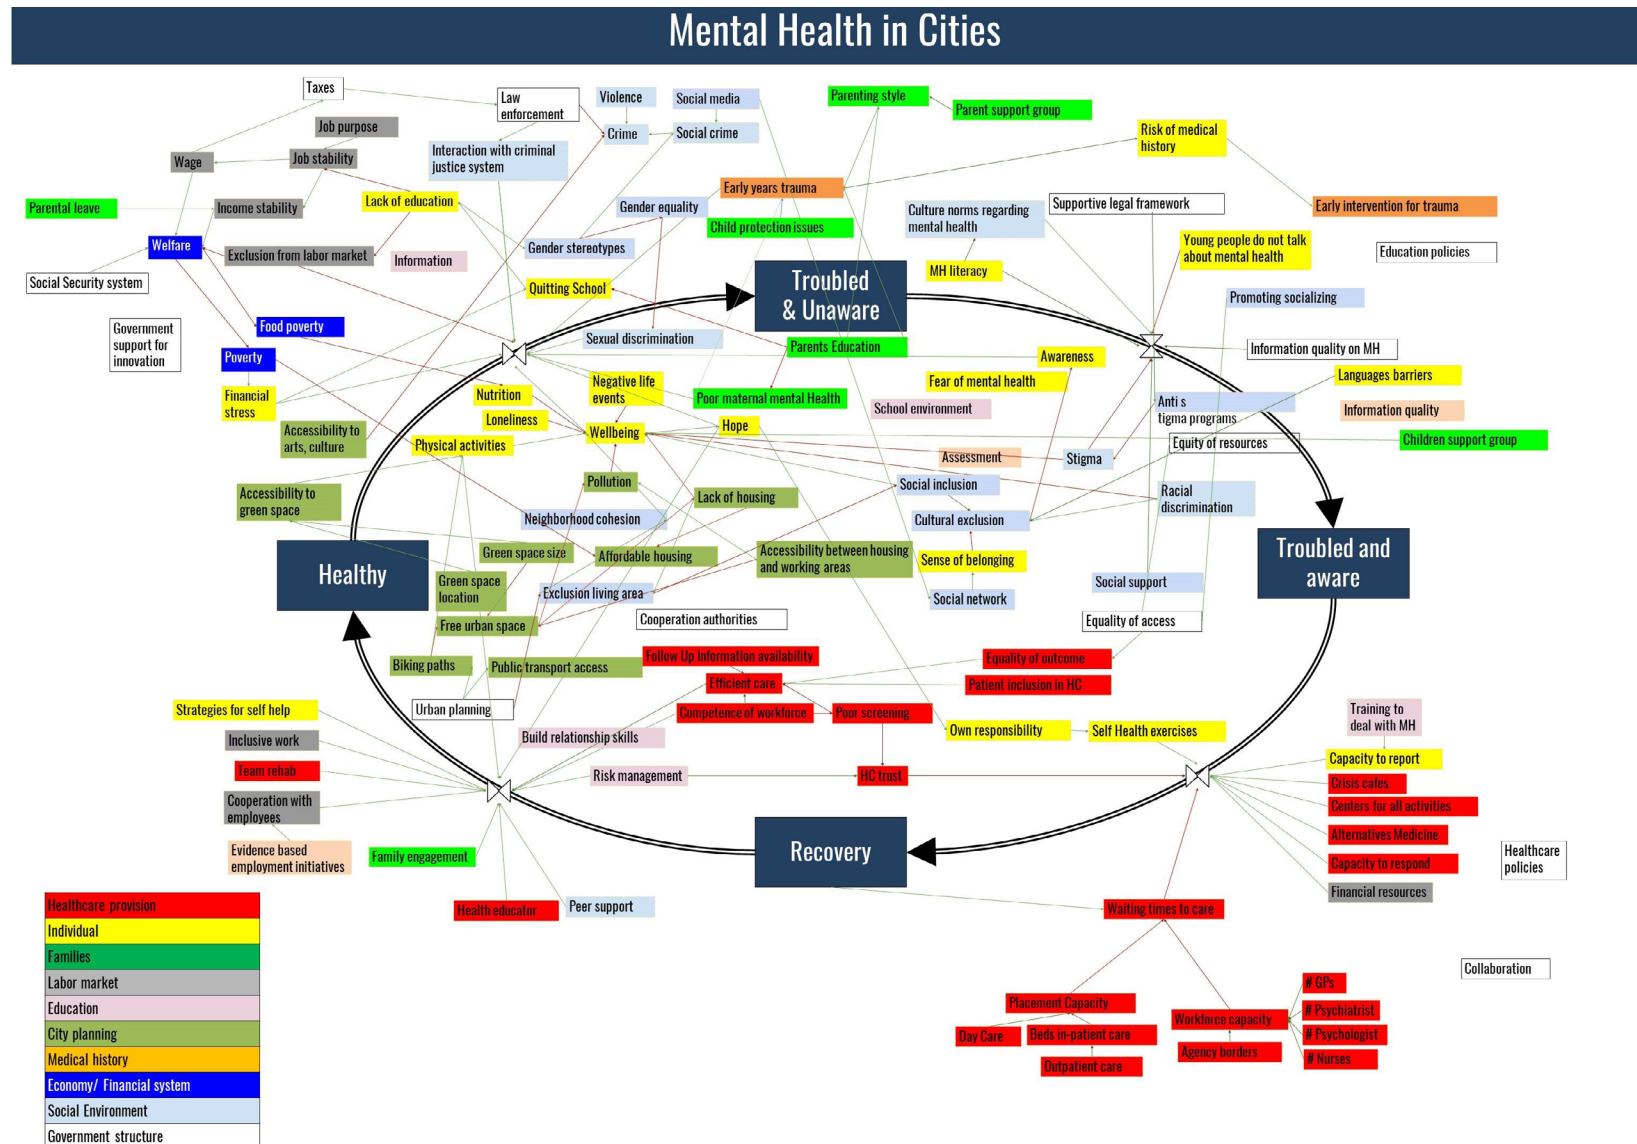 Mental Health in Cities
Taxes
Law
enforcement
Violence
Social media
Parenting style
Parent support group
Job purpose
Crime
Social crime
Risk of medical
history
Wage
Job stability
Interaction with criminal
justice system
Early years trauma
Parental leave
Income stability
Lack of education
Gender equality
Culture norms regarding
mental health
Supportive legal framework
Early intervention for trauma
Child protection issues
Welfare
Exclusion from labor market
Information
Gender stereotypes
Young people do not talk
about mental health
Education policies
Social Security system
Quitting School
Troubled
& Unaware
MH literacy
Promoting socializing
Government
support for
innovation
Food poverty
Poverty
Sexual discrimination
Parents Education
Awareness
Information quality on MH
Financial
stress
Nutrition
Negative life
events
Poor maternal mental Health
Fear of mental health
Languages barriers
Loneliness
School environment
Anti s
tigma programs
Information quality
Accessibility to
arts, culture
Physical activities
Wellbeing
Hope
Equity of resources
Children support group
Assessment
Stigma
Accessibility to
green space
Pollution
Lack of housing
Social inclusion
Racial
discrimination
Neighborhood cohesion
Cultural exclusion
Healthy
Green space size
Affordable housing
Accessibility between housing
and working areas
Sense of belonging
Troubled and
aware
Green space
location
Exclusion living area
Social network
Social support
Free urban space
Cooperation authorities
Equality of access
Biking paths
Public transport access
Follow Up Information availability
Equality of outcome
Efficient care
Patient inclusion in HC
Strategies for self help
Urban planning
Competence of workforce
Poor screening
Training to
deal with MH
Inclusive work
Build relationship skills
Own responsibility
Self Health exercises
Team rehab
Risk management
HC trust
Capacity to report
Crisis cafes
Cooperation with
employees
Centers for all activities
Evidence based
employment initiatives
Family engagement
Recovery
Alternatives Medicine
Capacity to respond
Healthcare
policies
Financial resources
Health educator
Peer support
Waiting times to care
Healthcare provision
Individual
Families
Labor market
Education
City planning
Medical history
Economy/ Financial system
Social Environment
Government structure
Collaboration
Placement Capacity
# GPs
Workforce capacity
# Psychiatrist
Day Care
Beds in-patient care
# Psychologist
Agency borders
# Nurses
Outpatient care